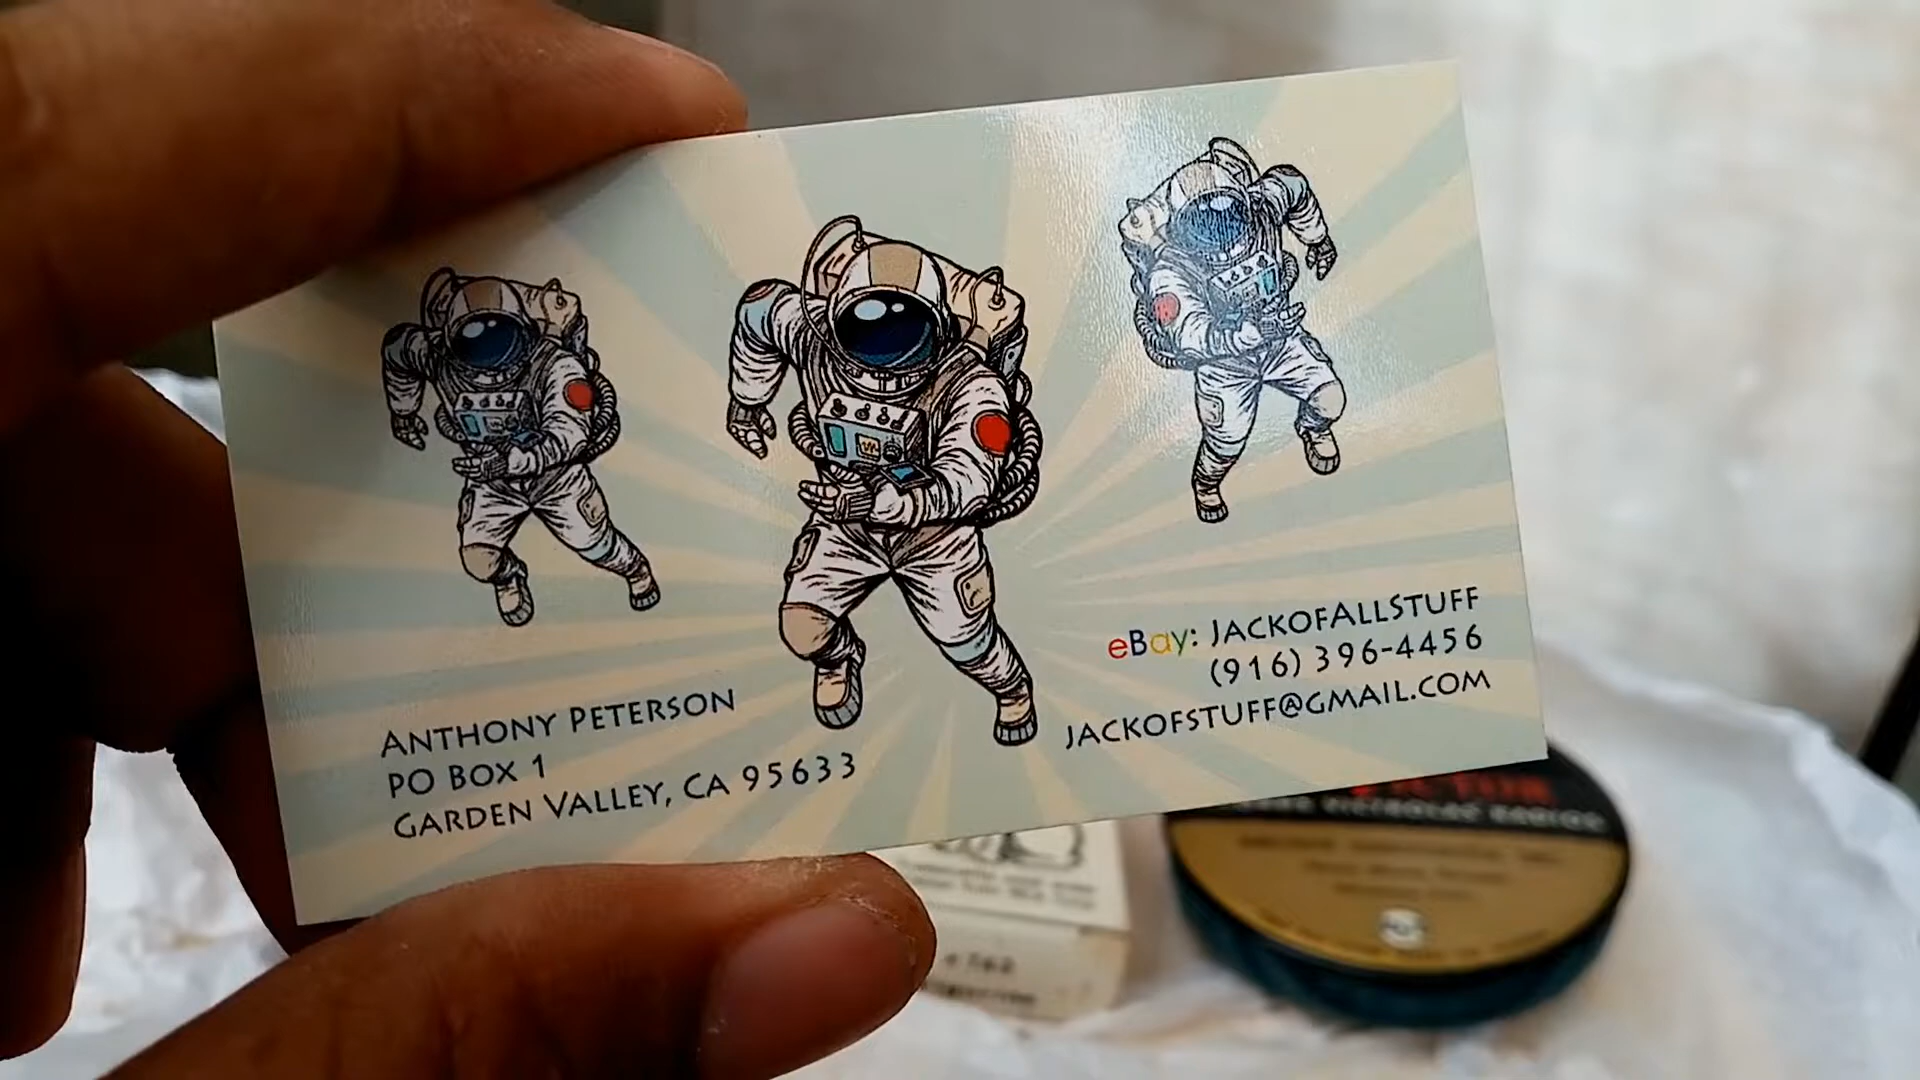 ANTHONY PETERSON
PO BOX 1
GARDEN VALLEY, CA 95633
eBay: JACKOFALLSTUFF
(916) 396-4456
JACKOFSTUFF@GMAIL.COM